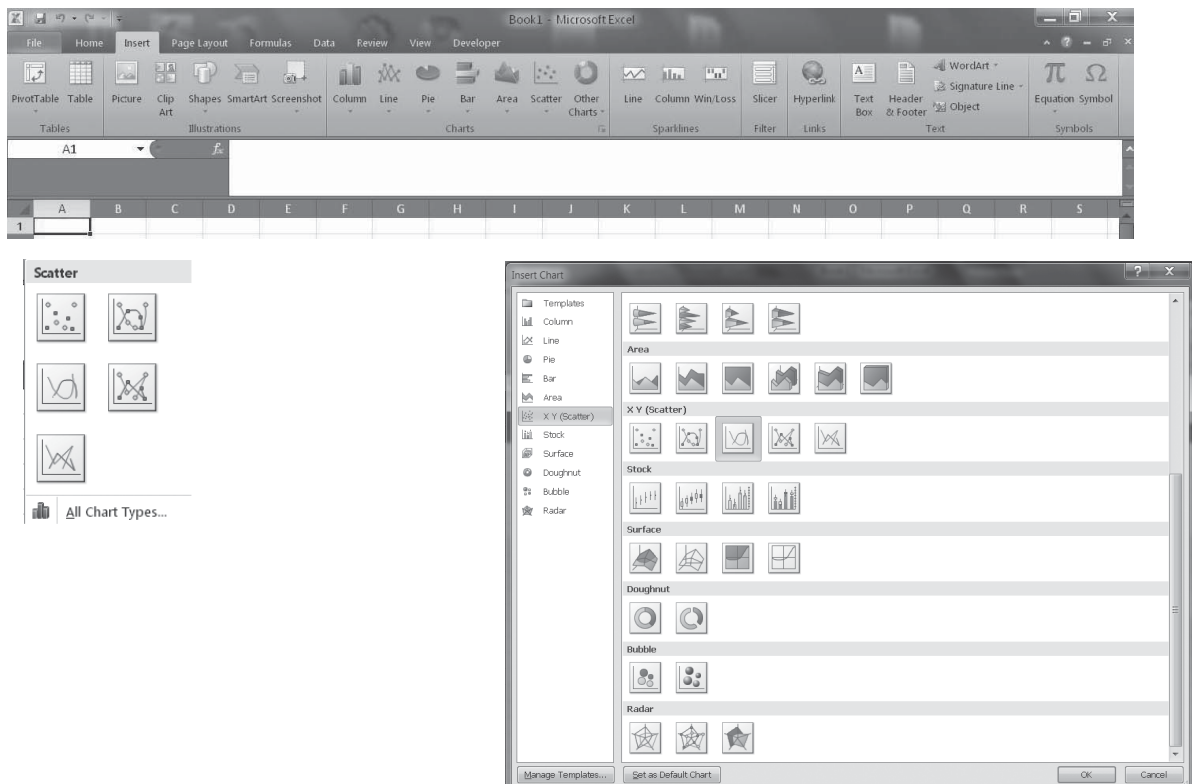 Book1 - Microsoft Excel
File Home Insert Page Layout Formulas Data Review View Developer
PivotTable Table Picture Clip Art Shapes SmartArt Screenshot Column Line Pie Bar Area Scatter Other Charts Line Column Win/Loss Slicer Hyperlink Text Box Header & Footer WordArt Signature Line Object Equation Symbol
Tables Illustrations Charts Sparklines Filter Links Text Symbols
A1 fx
A B C D E F G H I J K L M N O P Q R S
1
Scatter
All Chart Types...
Insert Chart
Templates
Column
Line
Pie
Bar
Area
X Y (Scatter)
Stock
Surface
Doughnut
Bubble
Radar
Area
X Y (Scatter)
Stock
Surface
Doughnut
Bubble
Radar
Manage Templates... Set as Default Chart OK Cancel